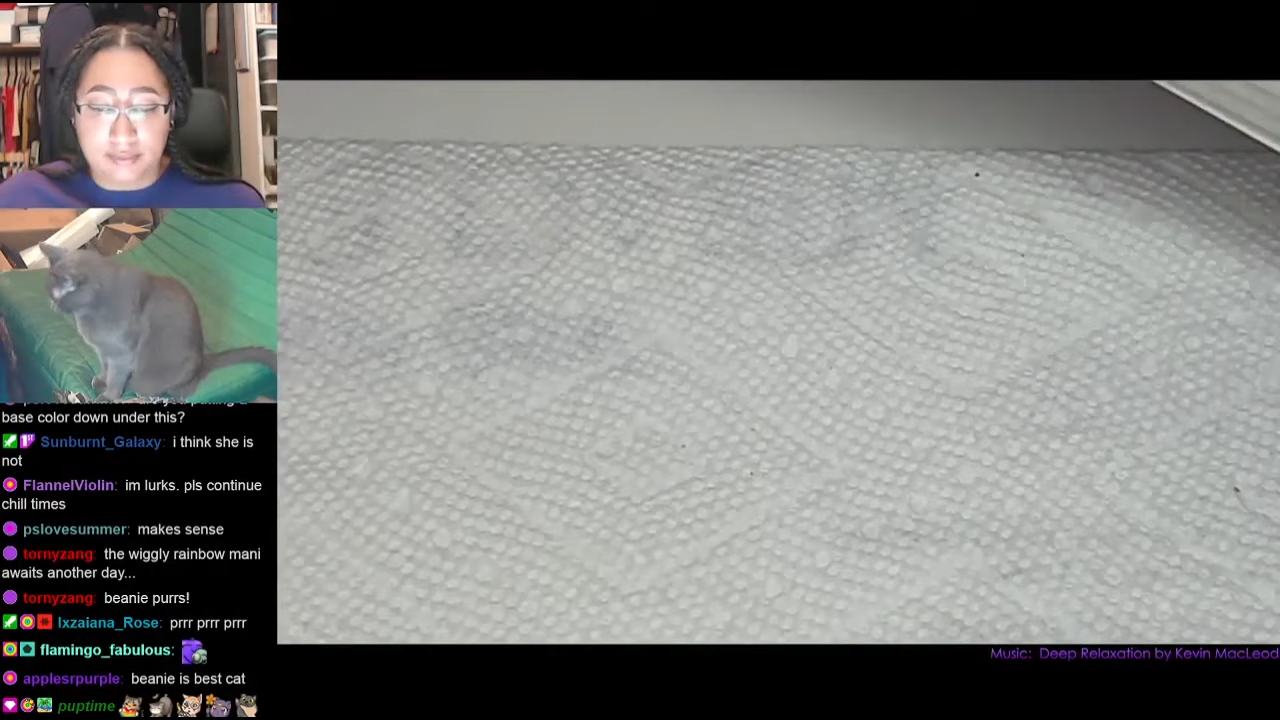 base color down under this?
Sunburnt_Galaxy: i think she is
not
FlannelViolin: im lurks. pls continue
chill times
pslovesummer: makes sense
tornyzang: the wiggly rainbow mani
awaits another day...
tornyzang: beanie purrs!
Ixzaiana_Rose: prrr prrr prrr
flamingo_fabulous:
applesrpurple: beanie is best cat
puptime
Music: Deep Relaxation by Kevin MacLeod